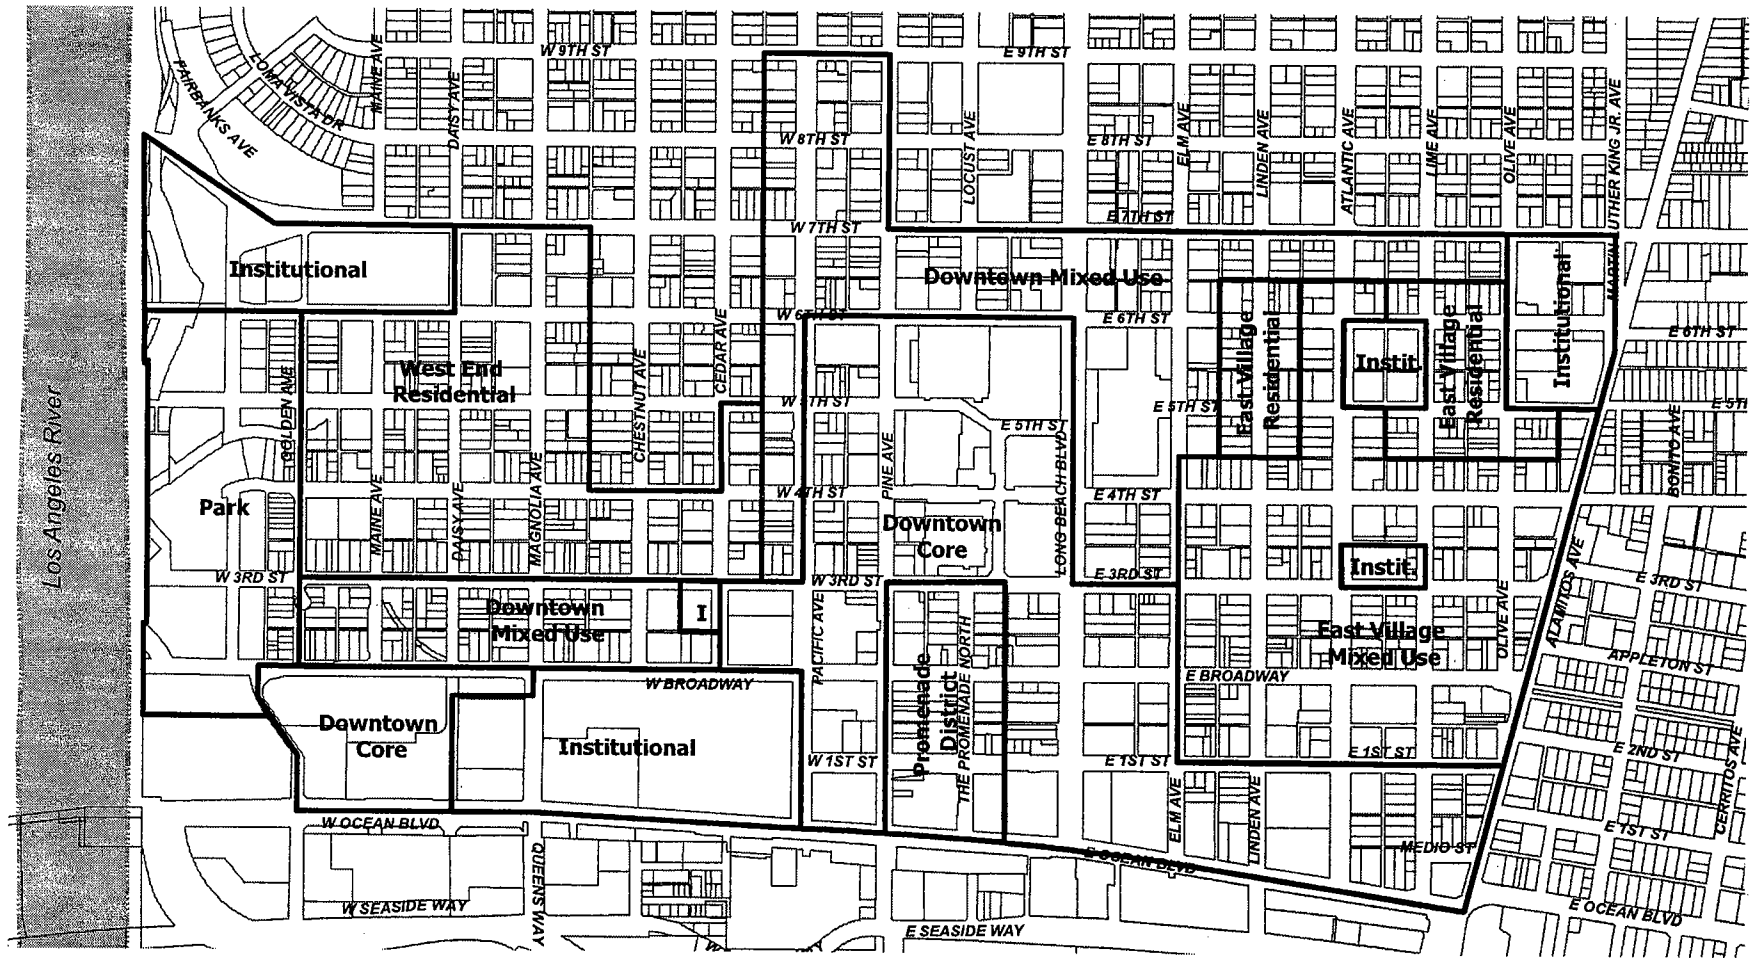 W 9TH ST
E 9TH ST
MAINE AVE
LOMA VISTA DR
FAIRBANKS AVE
DAISY AVE
LOCUST AVE
ELM AVE
LINDEN AVE
ATLANTIC AVE
LIME AVE
OLIVE AVE
MARTIN LUTHER KING JR. AVE
W 8TH ST
E 8TH ST
W 7TH ST
E 7TH ST
Institutional
Downtown Mixed Use
Institutional
W 6TH ST
E 6TH ST
E 6TH ST
East Village
Residential
Instit.
East Village
Residential
West End
Residential
GOLDEN AVE
CHESTNUT AVE
CEDAR AVE
W 5TH ST
E 5TH ST
E 5TH ST
E 5TH
Los Angeles River
PINE AVE
LONG BEACH BLVD
BONITO AVE
Park
MAINE AVE
DAISY AVE
MAGNOLIA AVE
W 4TH ST
E 4TH ST
Downtown
Core
W 3RD ST
W 3RD ST
E 3RD ST
E 3RD ST
Instit.
ALAMITOS AVE
Downtown
Mixed Use
I
PACIFIC AVE
Promenade
District
THE PROMENADE NORTH
East Village
Mixed Use
OLIVE AVE
APPLETON ST
W BROADWAY
E BROADWAY
Downtown
Core
Institutional
W 1ST ST
E 1ST ST
E 1ST ST
E 2ND ST
CERRITOS AVE
ELM AVE
LINDEN AVE
W OCEAN BLVD
E OCEAN BLVD
MEDIO ST
E 1ST ST
QUEENS WAY
W SEASIDE WAY
E SEASIDE WAY
E OCEAN BLVD
W